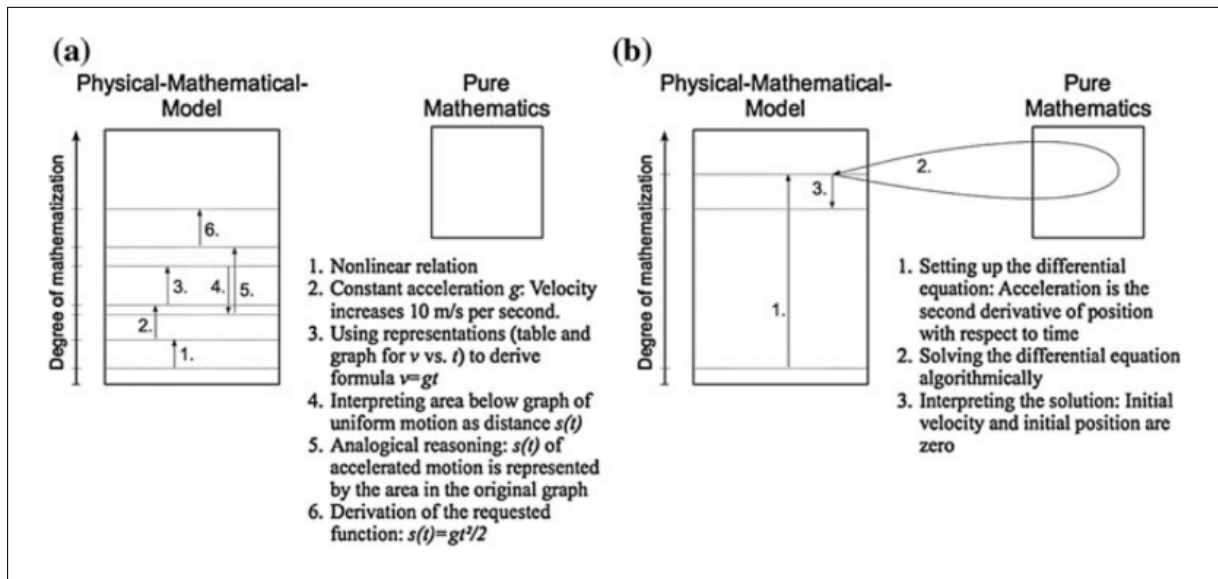 (a)
Physical-Mathematical-
Model
Pure
Mathematics
Degree of mathematization
6.
3.
4.
5.
2.
1.
1. Nonlinear relation
2. Constant acceleration g: Velocity
increases 10 m/s per second.
3. Using representations (table and
graph for v vs. t) to derive
formula v=gt
4. Interpreting area below graph of
uniform motion as distance s(t)
5. Analogical reasoning: s(t) of
accelerated motion is represented
by the area in the original graph
6. Derivation of the requested
function: s(t)=gt²/2
(b)
Physical-Mathematical-
Model
Pure
Mathematics
Degree of mathematization
2.
3.
1.
1. Setting up the differential
equation: Acceleration is the
second derivative of position
with respect to time
2. Solving the differential equation
algorithmically
3. Interpreting the solution: Initial
velocity and initial position are
zero